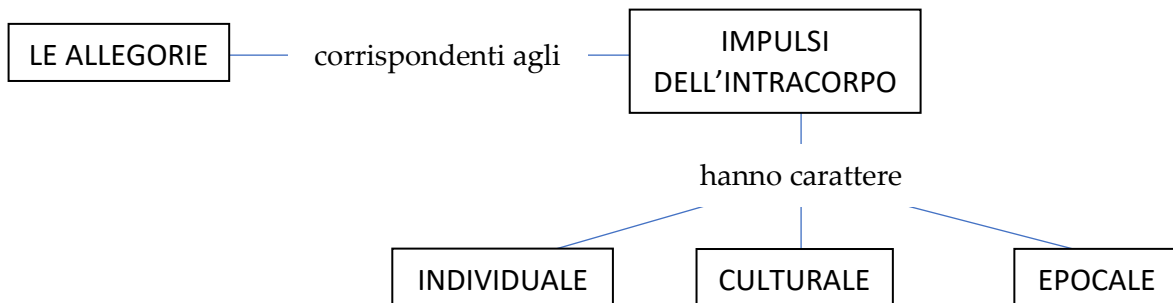 LE ALLEGORIE
corrispondenti agli
IMPULSI
DELL’INTRACORPO
hanno carattere
INDIVIDUALE
CULTURALE
EPOCALE